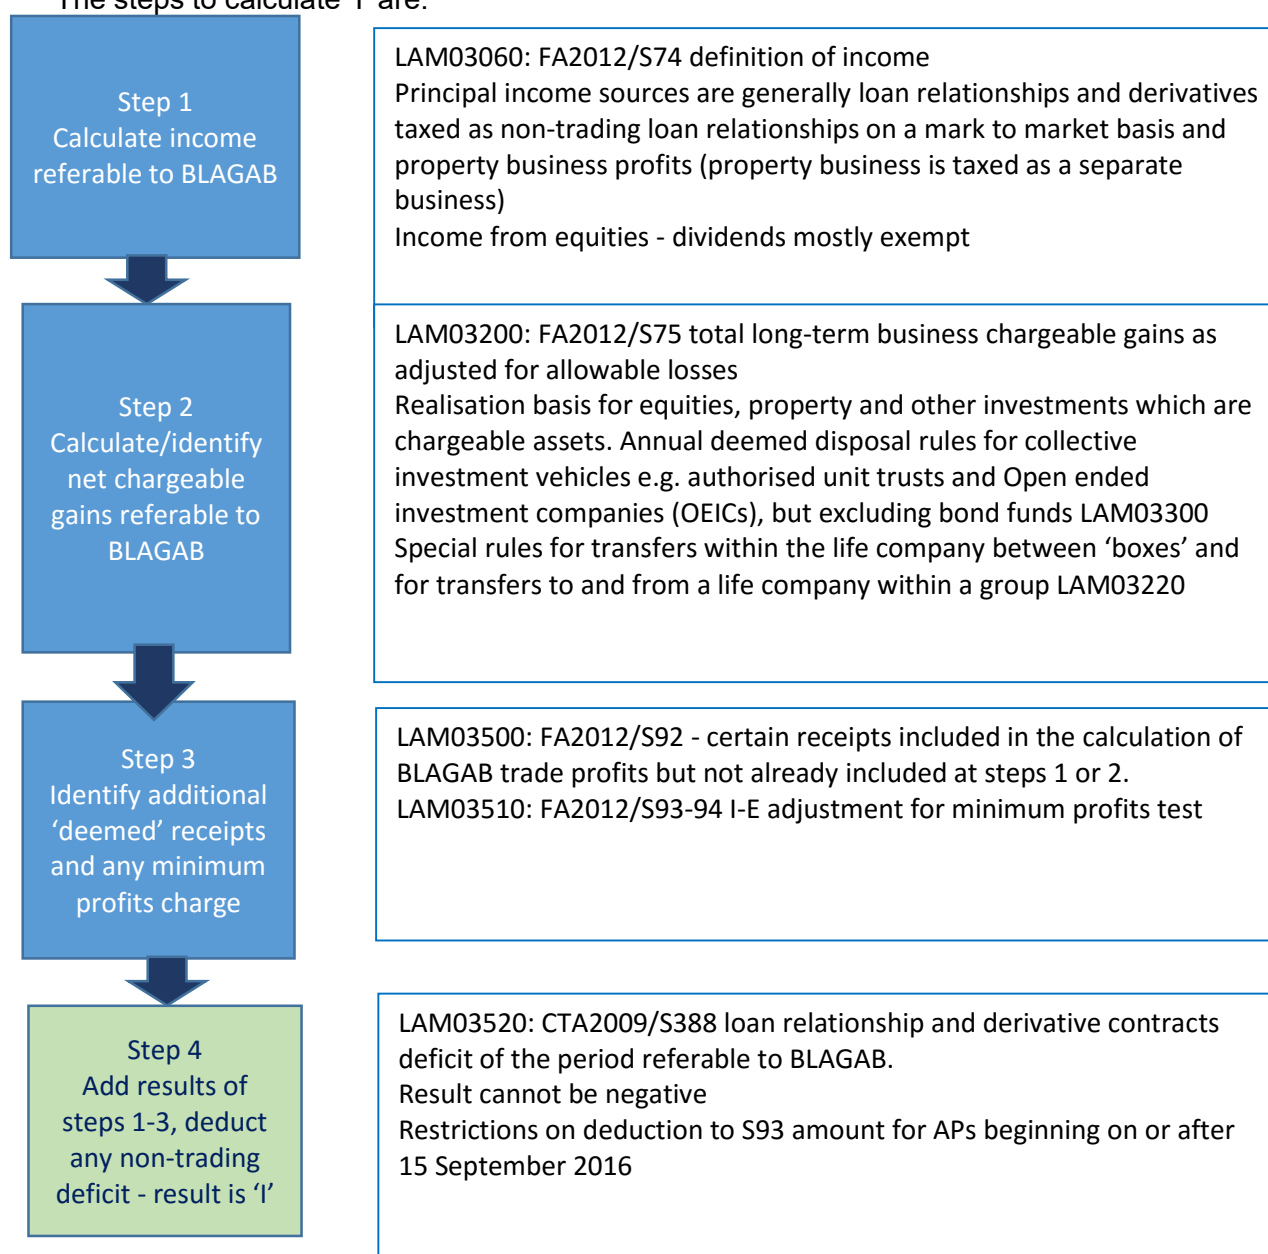 The steps to calculate 'I' are:
Step 1
Calculate income
referable to BLAGAB
LAM03060: FA2012/S74 definition of income
Principal income sources are generally loan relationships and derivatives
taxed as non-trading loan relationships on a mark to market basis and
property business profits (property business is taxed as a separate
business)
Income from equities - dividends mostly exempt
Step 2
Calculate/identify
net chargeable
gains referable to
BLAGAB
LAM03200: FA2012/S75 total long-term business chargeable gains as
adjusted for allowable losses
Realisation basis for equities, property and other investments which are
chargeable assets. Annual deemed disposal rules for collective
investment vehicles e.g. authorised unit trusts and Open ended
investment companies (OEICs), but excluding bond funds LAM03300
Special rules for transfers within the life company between ‘boxes’ and
for transfers to and from a life company within a group LAM03220
Step 3
Identify additional
‘deemed’ receipts
and any minimum
profits charge
LAM03500: FA2012/S92 - certain receipts included in the calculation of
BLAGAB trade profits but not already included at steps 1 or 2.
LAM03510: FA2012/S93-94 I-E adjustment for minimum profits test
Step 4
Add results of
steps 1-3, deduct
any non-trading
deficit - result is ‘I’
LAM03520: CTA2009/S388 loan relationship and derivative contracts
deficit of the period referable to BLAGAB.
Result cannot be negative
Restrictions on deduction to S93 amount for APs beginning on or after
15 September 2016